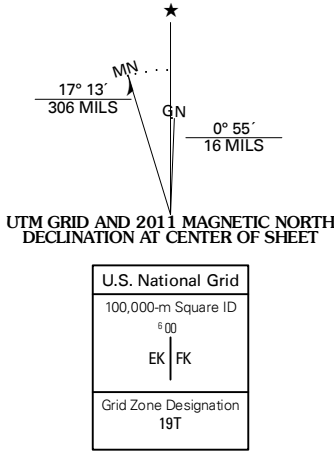 ★
MN
17° 13´
306 MILS
GN
0° 55´
16 MILS
UTM GRID AND 2011 MAGNETIC NORTH
DECLINATION AT CENTER OF SHEET
U.S. National Grid
100,000-m Square ID
⁶00
EK FK
Grid Zone Designation
19T